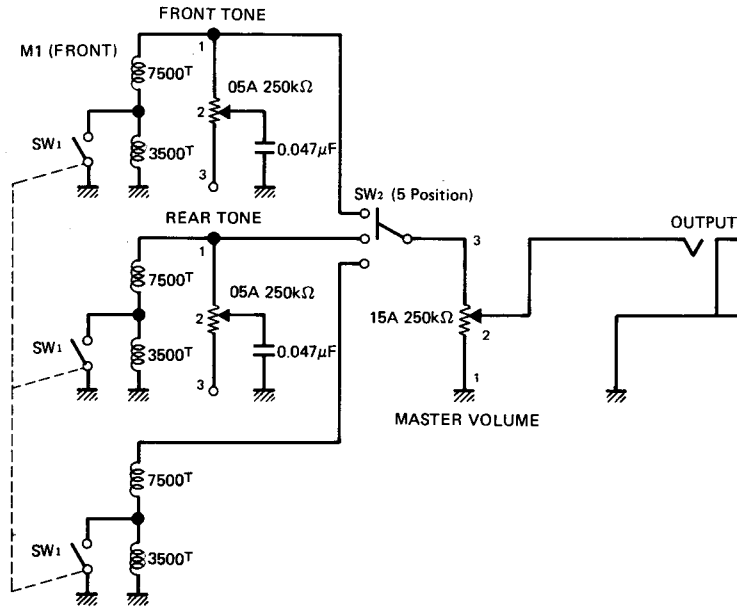 FRONT TONE
M1 (FRONT)
1
7500T
05A 250kΩ
2
SW1
3500T
0.047μF
3
SW2 (5 Position)
REAR TONE
OUTPUT
1
3
7500T
05A 250kΩ
15A 250kΩ
2
2
SW1
3500T
0.047μF
3
1
MASTER VOLUME
7500T
SW1
3500T